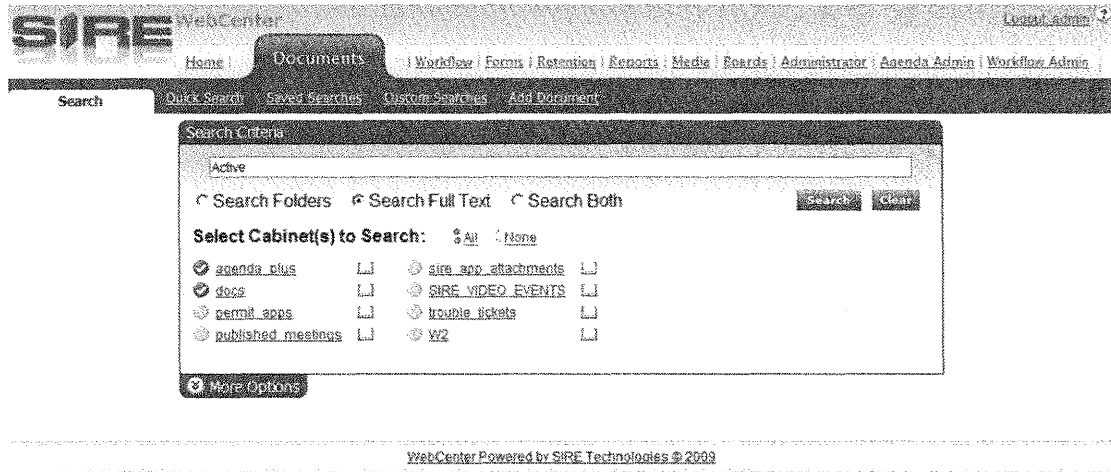 SIRE WebCenter
Logout admin ?
Home | Documents | Workflow | Forms | Retention | Reports | Media | Boards | Administrator | Agenda Admin | Workflow Admin
Search Quick Search Saved Searches Custom Searches Add Document
Search Criteria
Active
Search Folders Search Full Text Search Both Search Clear
Select Cabinet(s) to Search: All None
agenda_plus [...] sire_app_attachments [...]
docs [...] SIRE_VIDEO_EVENTS [...]
permit_apps [...] trouble_tickets [...]
published_meetings [...] W2 [...]
More Options
WebCenter Powered by SIRE Technologies © 2009